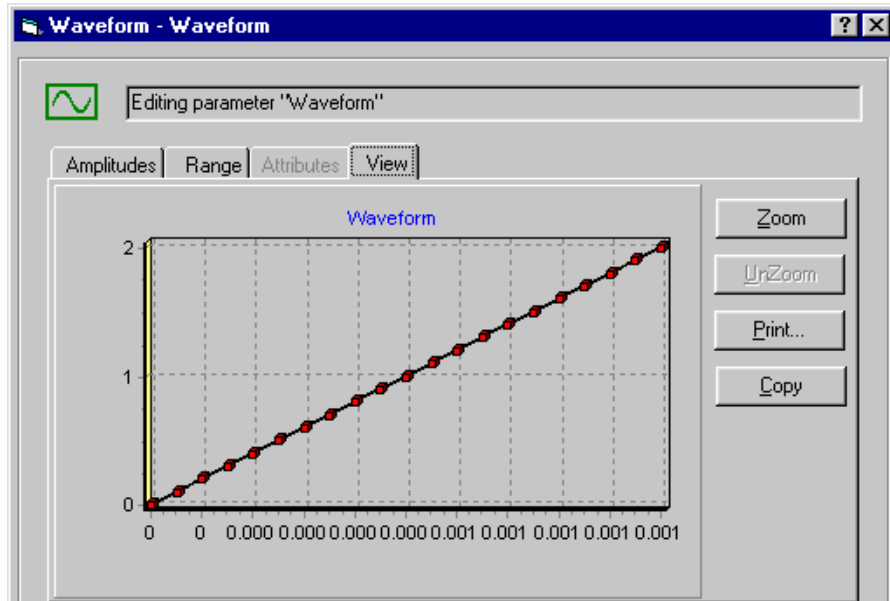 Waveform - Waveform
Editing parameter "Waveform"
Amplitudes Range Attributes View
Waveform
Zoom
UnZoom
Print...
Copy
2
1
0
0 0 0.000 0.000 0.000 0.000 0.001 0.001 0.001 0.001 0.001